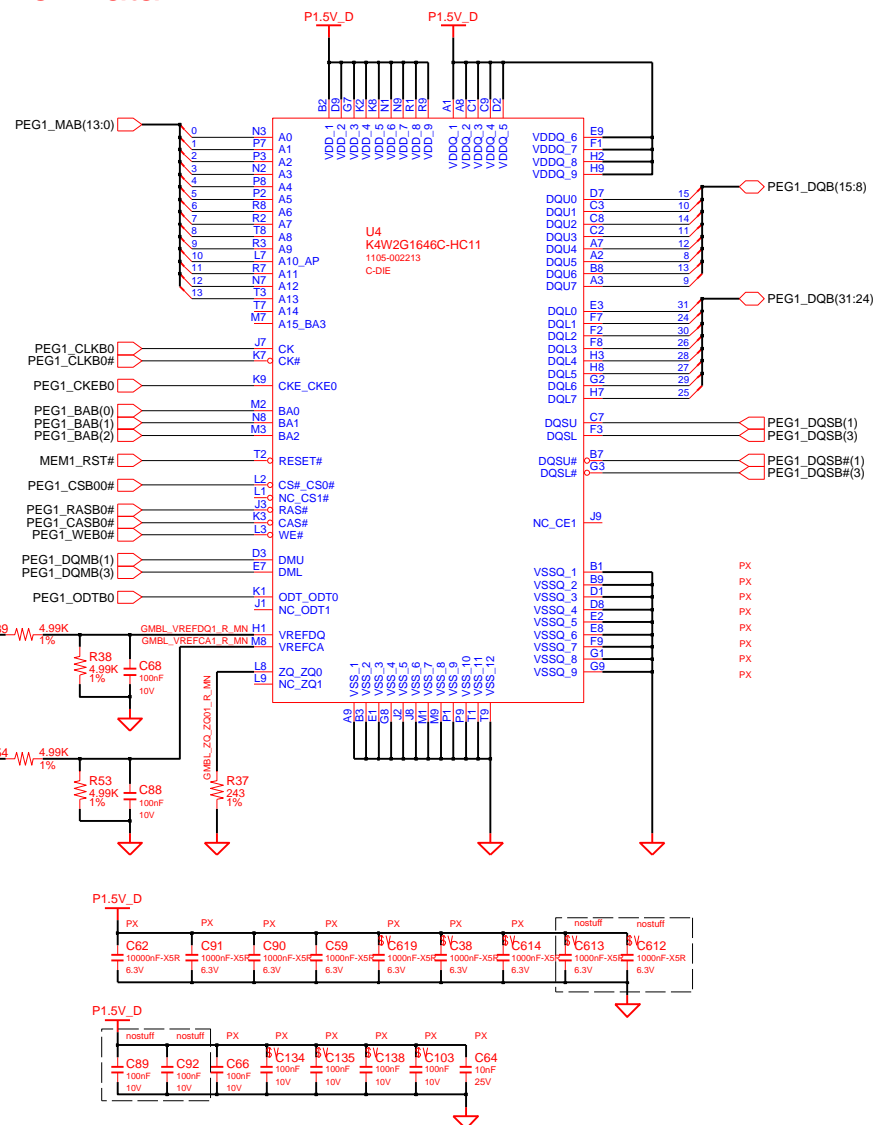 P1.5V_D P1.5V_D
B2 D9 G7 K2 K8 N1 N9 R1 R9 A1 A8 C1 C9 D2
VDD_1 VDD_2 VDD_3 VDD_4 VDD_5 VDD_6 VDD_7 VDD_8 VDD_9 VDDQ_1 VDDQ_2 VDDQ_3 VDDQ_4 VDDQ_5
PEG1_MAB(13:0)
0 N3 A0
1 P7 A1
2 P3 A2
3 N2 A3
4 P8 A4
5 P2 A5
6 R8 A6
7 R2 A7
8 T8 A8
9 R3 A9
10 L7 A10_AP
11 R7 A11
12 N7 A12
13 T3 A13
T7 A14
M7 A15_BA3
PEG1_CLKB0 J7 CK
PEG1_CLKB0# K7 CK#
PEG1_CKEB0 K9 CKE_CKE0
PEG1_BAB(0) M2 BA0
PEG1_BAB(1) N8 BA1
PEG1_BAB(2) M3 BA2
MEM1_RST# T2 RESET#
PEG1_CSB00# L2 CS#_CS0#
L1 NC_CS1#
PEG1_RASB0# J3 RAS#
PEG1_CASB0# K3 CAS#
PEG1_WEB0# L3 WE#
PEG1_DQMB(1) D3 DMU
PEG1_DQMB(3) E7 DML
PEG1_ODTB0 K1 ODT_ODT0
J1 NC_ODT1
GMBL_VREFDQ1_R_MN H1 VREFDQ
GMBL_VREFCA1_R_MN M8 VREFCA
L8 ZQ_ZQ0
L9 NC_ZQ1
U4
K4W2G1646C-HC11
1105-002213
C-DIE
VDDQ_6 E9
VDDQ_7 F1
VDDQ_8 H2
VDDQ_9 H9
DQU0 D7 15 PEG1_DQB(15:8)
DQU1 C3 10
DQU2 C8 14
DQU3 C2 11
DQU4 A7 12
DQU5 A2 8
DQU6 B8 13
DQU7 A3 9
DQL0 E3 31 PEG1_DQB(31:24)
DQL1 F7 24
DQL2 F2 30
DQL3 F8 26
DQL4 H3 28
DQL5 H8 27
DQL6 G2 29
DQL7 H7 25
DQSU C7 PEG1_DQSB(1)
DQSL F3 PEG1_DQSB(3)
DQSU# B7 PEG1_DQSB#(1)
DQSL# G3 PEG1_DQSB#(3)
NC_CE1 J9
VSSQ_1 B1 PX
VSSQ_2 B9 PX
VSSQ_3 D1 PX
VSSQ_4 D8 PX
VSSQ_5 E2 PX
VSSQ_6 E8 PX
VSSQ_7 F9 PX
VSSQ_8 G1 PX
VSSQ_9 G9 PX
VSS_1 VSS_2 VSS_3 VSS_4 VSS_5 VSS_6 VSS_7 VSS_8 VSS_9 VSS_10 VSS_11 VSS_12
A9 B3 E1 G8 J2 J8 M1 M9 P1 P9 T1 T9
4.99K
1%
R38
4.99K
1%
C68
100nF
10V
4.99K
1%
R53
4.99K
1%
C88
100nF
10V
GMBL_ZQ_ZQ01_R_MN
R37
243
1%
P1.5V_D
PX PX PX PX PX PX PX nostuff nostuff
C62 C91 C90 C59 C619 C38 C614 C613 C612
10000nF-X5R 1000nF-X5R 1000nF-X5R 1000nF-X5R 1000nF-X5R 1000nF-X5R 1000nF-X5R 1000nF-X5R 1000nF-X5R
6.3V 6.3V 6.3V 6.3V 6.3V 6.3V 6.3V 6.3V 6.3V
P1.5V_D
nostuff nostuff PX PX PX PX PX PX
C89 C92 C66 C134 C135 C138 C103 C64
100nF 100nF 100nF 100nF 100nF 100nF 100nF 10nF
10V 10V 10V 10V 10V 10V 10V 25V